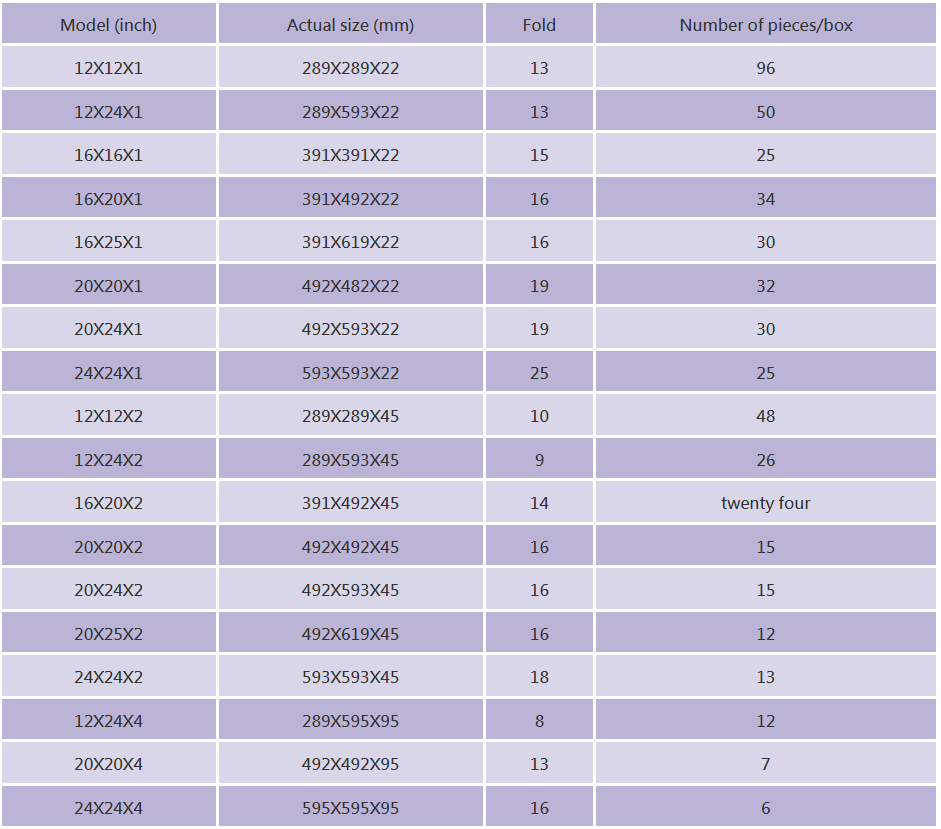 Model (inch) Actual size (mm) Fold Number of pieces/box
12X12X1 289X289X22 13 96
12X24X1 289X593X22 13 50
16X16X1 391X391X22 15 25
16X20X1 391X492X22 16 34
16X25X1 391X619X22 16 30
20X20X1 492X482X22 19 32
20X24X1 492X593X22 19 30
24X24X1 593X593X22 25 25
12X12X2 289X289X45 10 48
12X24X2 289X593X45 9 26
16X20X2 391X492X45 14 twenty four
20X20X2 492X492X45 16 15
20X24X2 492X593X45 16 15
20X25X2 492X619X45 16 12
24X24X2 593X593X45 18 13
12X24X4 289X595X95 8 12
20X20X4 492X492X95 13 7
24X24X4 595X595X95 16 6